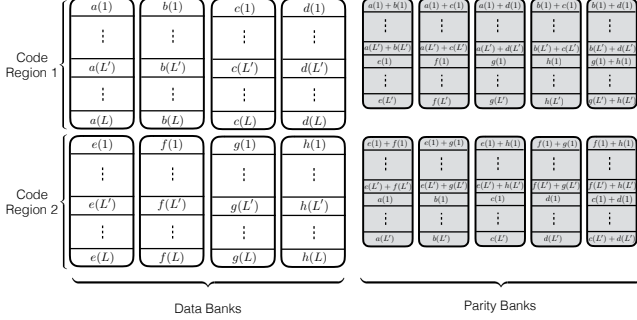 a(1) b(1) c(1) d(1) a(1) + b(1) a(1) + c(1) a(1) + d(1) b(1) + c(1) b(1) + d(1)
⋮ ⋮ ⋮ ⋮ ⋮ ⋮ ⋮ ⋮ ⋮
a(L′) + b(L′) a(L′) + c(L′) a(L′) + d(L′) b(L′) + c(L′) b(L′) + d(L′)
Code
Region 1
a(L′) b(L′) c(L′) d(L′) e(1) f(1) g(1) h(1) g(1) + h(1)
⋮ ⋮ ⋮ ⋮ ⋮ ⋮ ⋮ ⋮ ⋮
e(L′) f(L′) g(L′) h(L′) g(L′) + h(L′)
a(L) b(L) c(L) d(L)
e(1) f(1) g(1) h(1) e(1) + f(1) e(1) + g(1) e(1) + h(1) f(1) + g(1) f(1) + h(1)
⋮ ⋮ ⋮ ⋮ ⋮ ⋮ ⋮ ⋮ ⋮
e(L′) + f(L′) e(L′) + g(L′) e(L′) + h(L′) f(L′) + g(L′) f(L′) + h(L′)
Code
Region 2
e(L′) f(L′) g(L′) h(L′) a(1) b(1) c(1) d(1) c(1) + d(1)
⋮ ⋮ ⋮ ⋮ ⋮ ⋮ ⋮ ⋮ ⋮
a(L′) b(L′) c(L′) d(L′) c(L′) + d(L′)
e(L) f(L) g(L) h(L)
Data Banks Parity Banks